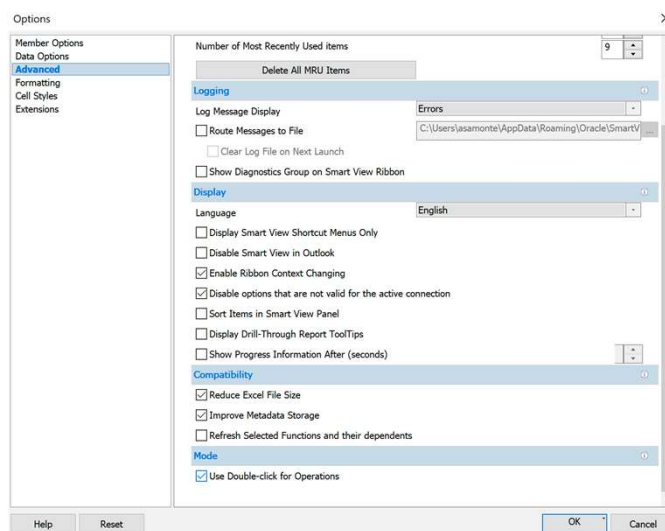 Options
Member Options
Data Options
Advanced
Formatting
Cell Styles
Extensions
Number of Most Recently Used items 9
Delete All MRU Items
Logging
Log Message Display Errors
Route Messages to File C:\Users\asamonte\AppData\Roaming\Oracle\SmartV ...
Clear Log File on Next Launch
Show Diagnostics Group on Smart View Ribbon
Display
Language English
Display Smart View Shortcut Menus Only
Disable Smart View in Outlook
Enable Ribbon Context Changing
Disable options that are not valid for the active connection
Sort Items in Smart View Panel
Display Drill-Through Report ToolTips
Show Progress Information After (seconds)
Compatibility
Reduce Excel File Size
Improve Metadata Storage
Refresh Selected Functions and their dependents
Mode
Use Double-click for Operations
Help Reset OK Cancel